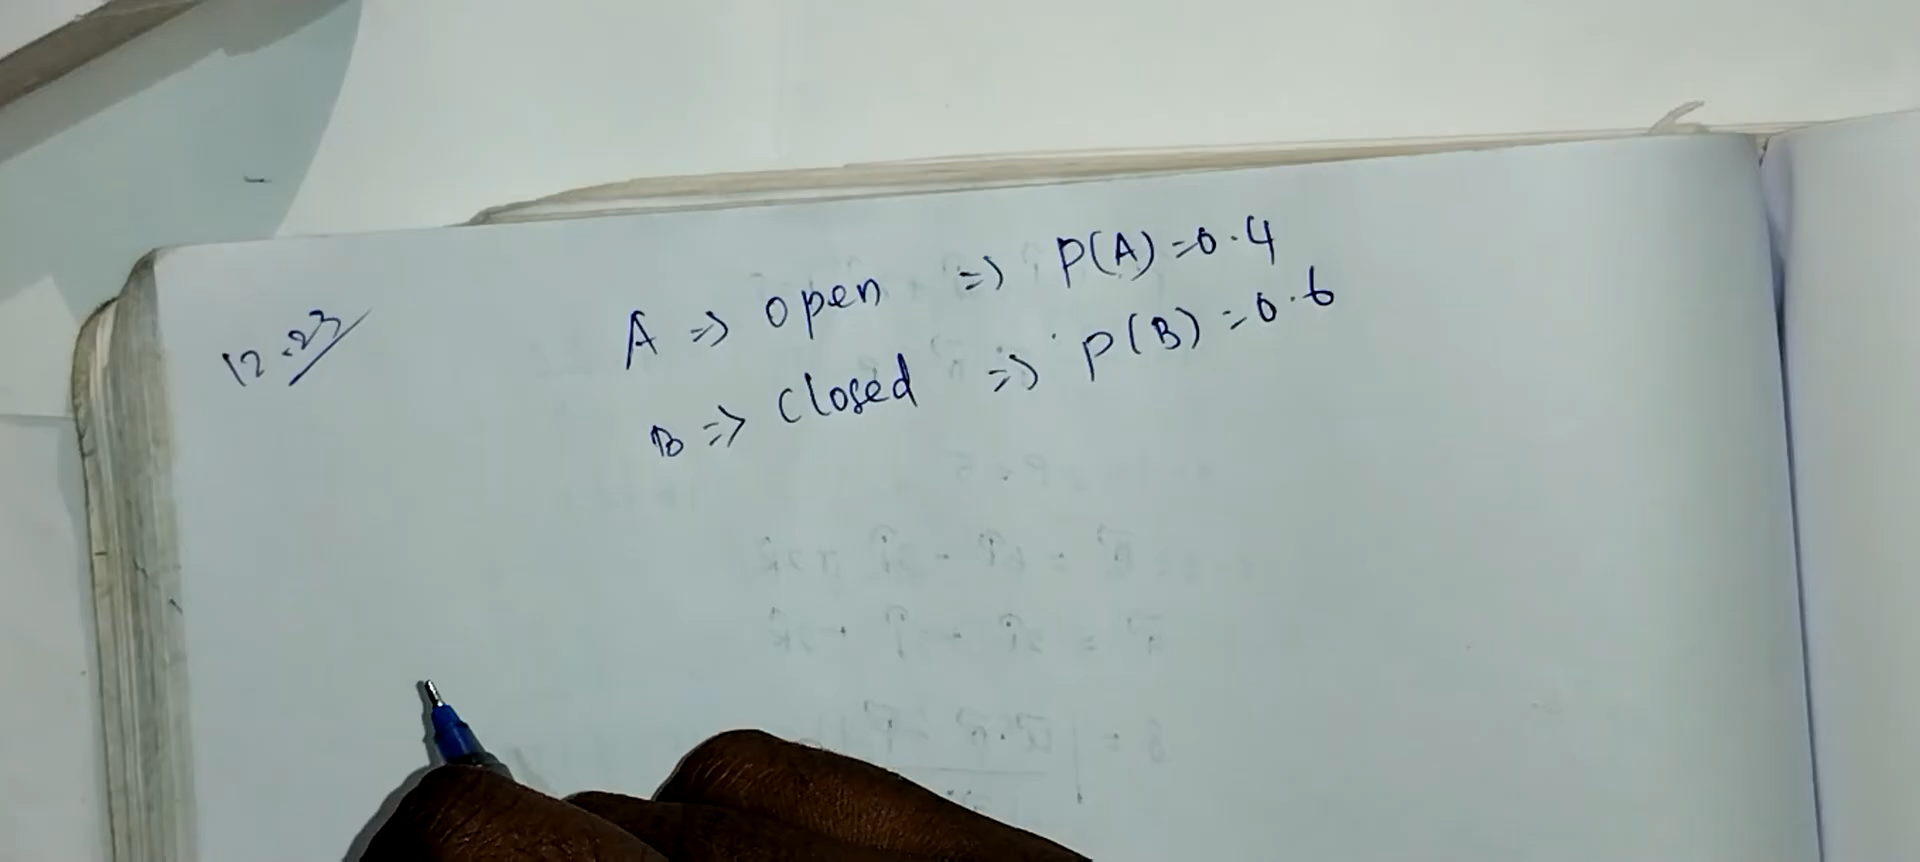 12.23
A => open => P(A)=0.4
B => Closed => P(B)=0.6